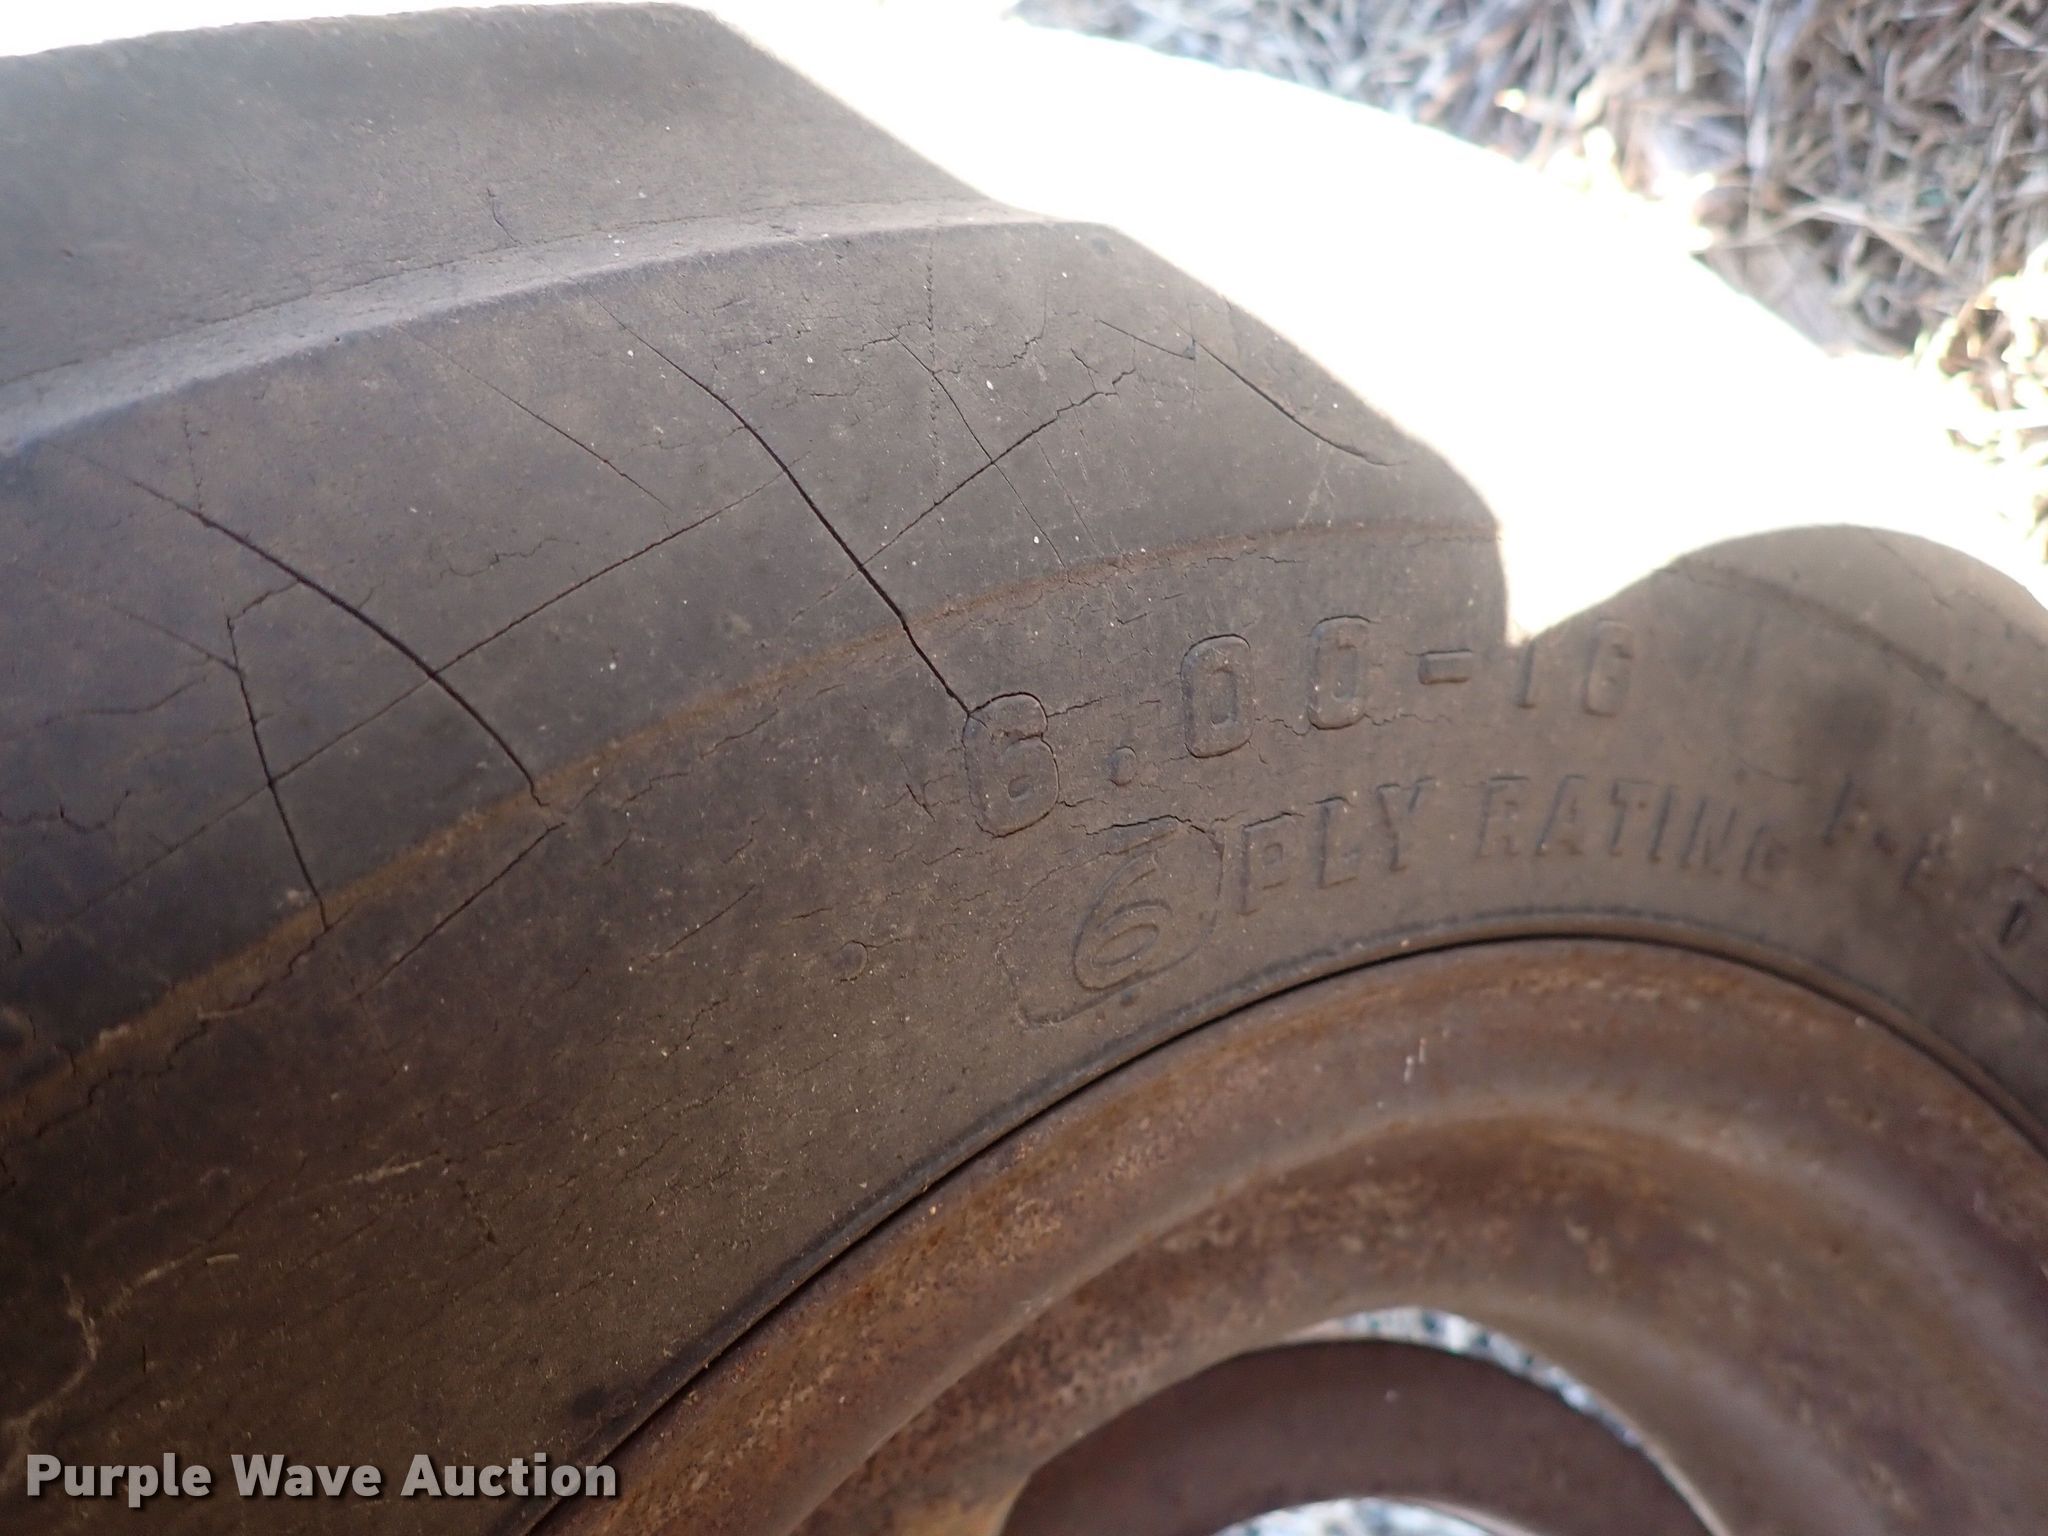 6.00-16
6 PLY RATING
Purple Wave Auction